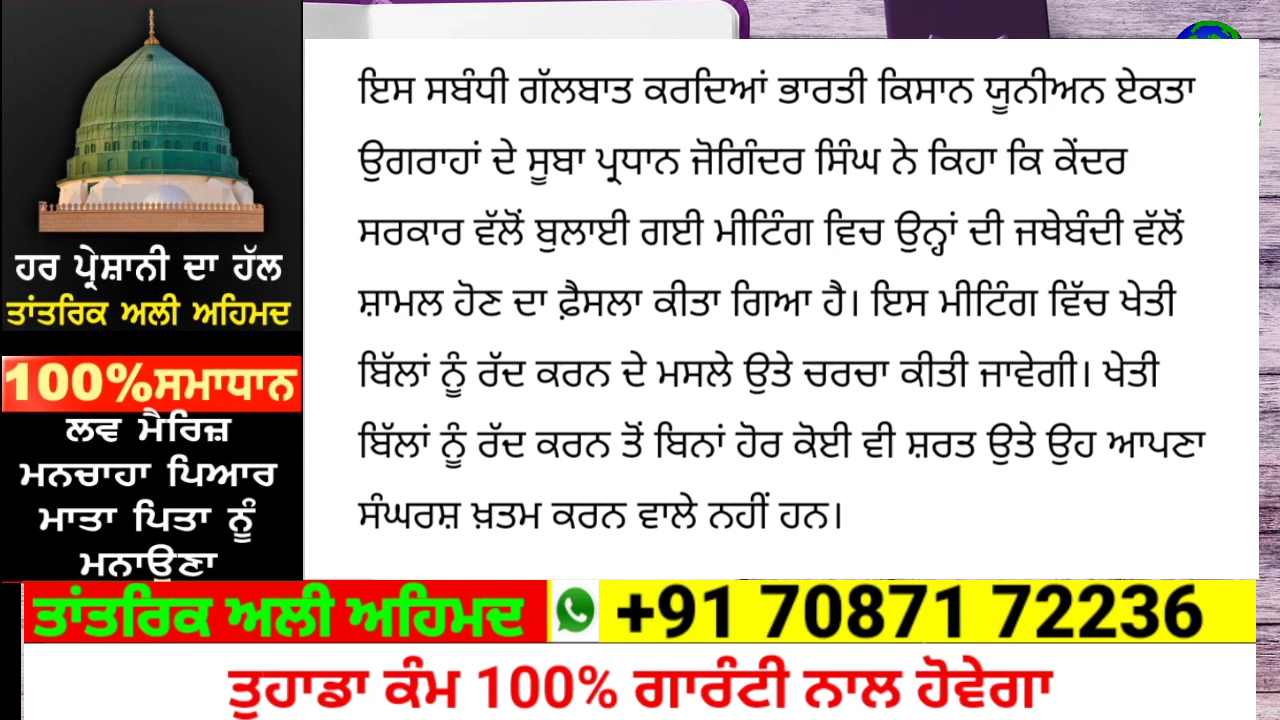 ਇਸ ਸਬੰਧੀ ਗੱਲਬਾਤ ਕਰਦਿਆਂ ਭਾਰਤੀ ਕਿਸਾਨ ਯੂਨੀਅਨ ਏਕਤਾ
ਉਗਰਾਹਾਂ ਦੇ ਸੂਬਾ ਪ੍ਰਧਾਨ ਜੋਗਿੰਦਰ ਸਿੰਘ ਨੇ ਕਿਹਾ ਕਿ ਕੇਂਦਰ
ਸਰਕਾਰ ਵੱਲੋਂ ਬੁਲਾਈ ਗਈ ਮੀਟਿੰਗ ਵਿਚ ਉਨ੍ਹਾਂ ਦੀ ਜਥੇਬੰਦੀ ਵੱਲੋਂ
ਸ਼ਾਮਲ ਹੋਣ ਦਾ ਫ਼ੈਸਲਾ ਕੀਤਾ ਗਿਆ ਹੈ। ਇਸ ਮੀਟਿੰਗ ਵਿੱਚ ਖੇਤੀ
ਬਿੱਲਾਂ ਨੂੰ ਰੱਦ ਕਰਨ ਦੇ ਮਸਲੇ ਉਤੇ ਚਰਚਾ ਕੀਤੀ ਜਾਵੇਗੀ। ਖੇਤੀ
ਬਿੱਲਾਂ ਨੂੰ ਰੱਦ ਕਰਨ ਤੋਂ ਬਿਨਾਂ ਹੋਰ ਕੋਈ ਵੀ ਸ਼ਰਤ ਉਤੇ ਉਹ ਆਪਣਾ
ਸੰਘਰਸ਼ ਖ਼ਤਮ ਕਰਨ ਵਾਲੇ ਨਹੀਂ ਹਨ।
ਹਰ ਪ੍ਰੇਸ਼ਾਨੀ ਦਾ ਹੱਲ
ਤਾਂਤਰਿਕ ਅਲੀ ਅਹਿਮਦ
100%ਸਮਾਧਾਨ
ਲਵ ਮੈਰਿਜ਼
ਮਨਚਾਹਾ ਪਿਆਰ
ਮਾਤਾ ਪਿਤਾ ਨੂੰ
ਮਨਾਉਣਾ
ਤਾਂਤਰਿਕ ਅਲੀ ਅਹਿਮਦ +91 70871 72236
ਤੁਹਾਡਾ ਕੰਮ 100% ਗਾਰੰਟੀ ਨਾਲ ਹੋਵੇਗਾ